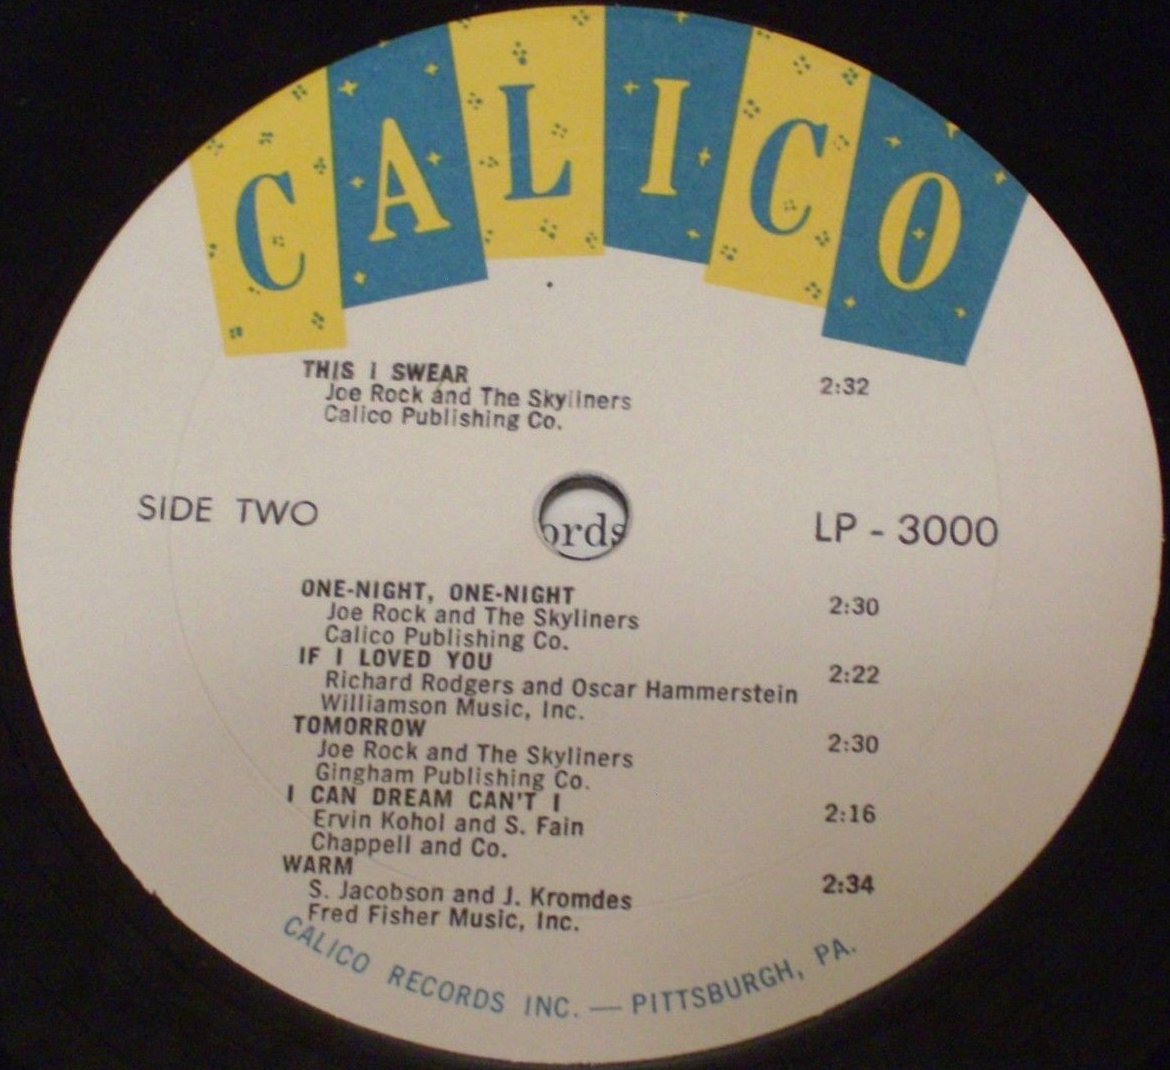 CALICO
THIS I SWEAR 2:32
Joe Rock and The Skyliners
Calico Publishing Co.
SIDE TWO LP - 3000
ords
ONE-NIGHT, ONE-NIGHT 2:30
Joe Rock and The Skyliners
Calico Publishing Co.
IF I LOVED YOU 2:22
Richard Rodgers and Oscar Hammerstein
Williamson Music, Inc.
TOMORROW 2:30
Joe Rock and The Skyliners
Gingham Publishing Co.
I CAN DREAM CAN'T I 2:16
Ervin Kohol and S. Fain
Chappell and Co.
WARM 2:34
S. Jacobson and J. Kromdes
Fred Fisher Music, Inc.
CALICO RECORDS INC. — PITTSBURGH, PA.